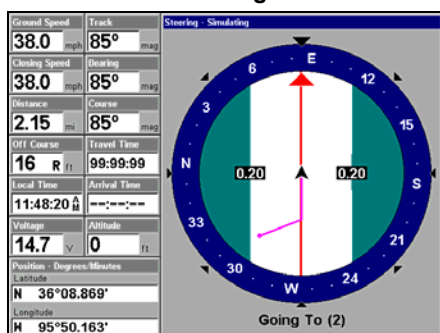 Ground Speed
38.0 mph
Track
85° mag
Closing Speed
38.0 mph
Bearing
85° mag
Distance
2.15 mi
Course
85° mag
Off Course
16 R ft
Travel Time
99:99:99
Local Time
11:48:20 AM
Arrival Time
--:--:--
Voltage
14.7 V
Altitude
0 ft
Position - Degrees/Minutes
Latitude
N 36°08.869'
Longitude
W 95°50.163'
Steering - Simulating
E
12
15
S
21
24
W
30
33
N
3
6
0.20
0.20
Going To (2)